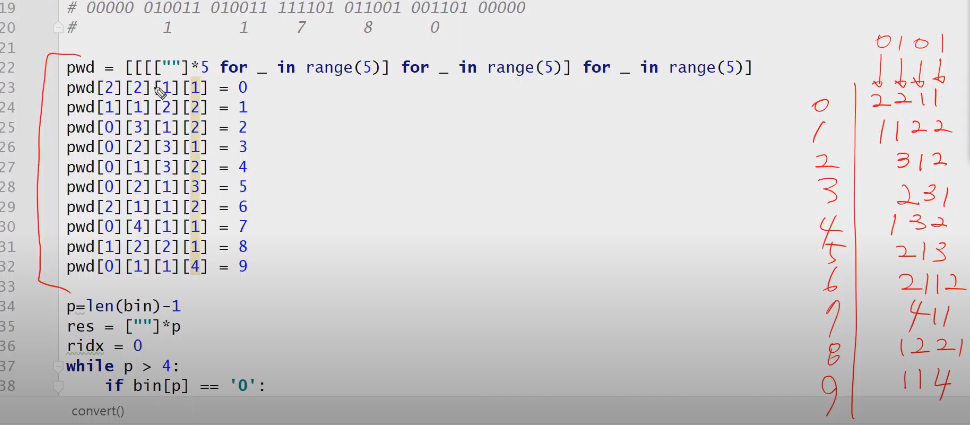 19 # 00000 010011 010011 111101 011001 001101 00000
20 # 1 1 7 8 0
21
22 pwd = [[[[""]*5 for _ in range(5)] for _ in range(5)] for _ in range(5)]
23 pwd[2][2][1][1] = 0
24 pwd[1][1][2][2] = 1
25 pwd[0][3][1][2] = 2
26 pwd[0][2][3][1] = 3
27 pwd[0][1][3][2] = 4
28 pwd[0][2][1][3] = 5
29 pwd[2][1][1][2] = 6
30 pwd[0][4][1][1] = 7
31 pwd[1][2][2][1] = 8
32 pwd[0][1][1][4] = 9
33
34 p=len(bin)-1
35 res = [""]*p
36 ridx = 0
37 while p > 4:
38 if bin[p] == '0':
convert()
0 1 0 1
0 2211
1 1122
2 312
3 231
4 132
5 213
6 2112
7 411
8 1221
9 114